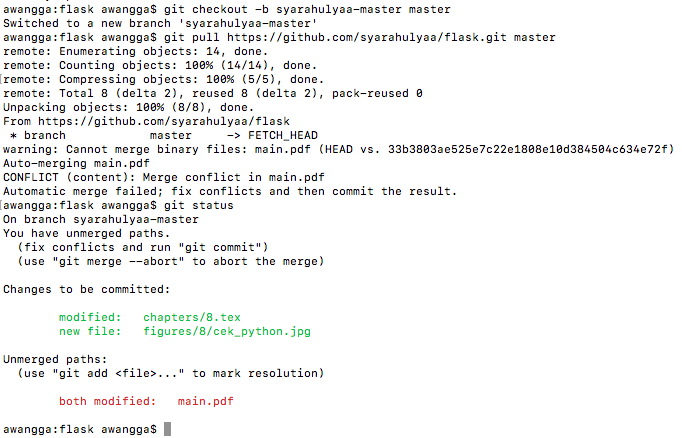 awangga:flask awangga$ git checkout -b syarahulyaa-master master
Switched to a new branch 'syarahulyaa-master'
awangga:flask awangga$ git pull https://github.com/syarahulyaa/flask.git master
remote: Enumerating objects: 14, done.
remote: Counting objects: 100% (14/14), done.
remote: Compressing objects: 100% (5/5), done.
remote: Total 8 (delta 2), reused 8 (delta 2), pack-reused 0
Unpacking objects: 100% (8/8), done.
From https://github.com/syarahulyaa/flask
 * branch            master     -> FETCH_HEAD
warning: Cannot merge binary files: main.pdf (HEAD vs. 33b3803ae525e7c22e1808e10d384504c634e72f)
Auto-merging main.pdf
CONFLICT (content): Merge conflict in main.pdf
Automatic merge failed; fix conflicts and then commit the result.
[awangga:flask awangga$ git status
On branch syarahulyaa-master
You have unmerged paths.
  (fix conflicts and run "git commit")
  (use "git merge --abort" to abort the merge)

Changes to be committed:

        modified:   chapters/8.tex
        new file:   figures/8/cek_python.jpg

Unmerged paths:
  (use "git add <file>..." to mark resolution)

        both modified:   main.pdf

awangga:flask awangga$